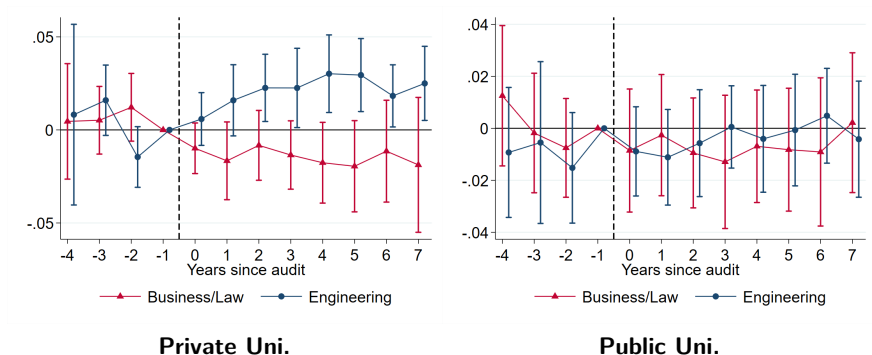 .05
0
-.05
-4 -3 -2 -1 0 1 2 3 4 5 6 7
Years since audit
Business/Law Engineering
Private Uni.
.04
.02
0
-.02
-.04
-4 -3 -2 -1 0 1 2 3 4 5 6 7
Years since audit
Business/Law Engineering
Public Uni.